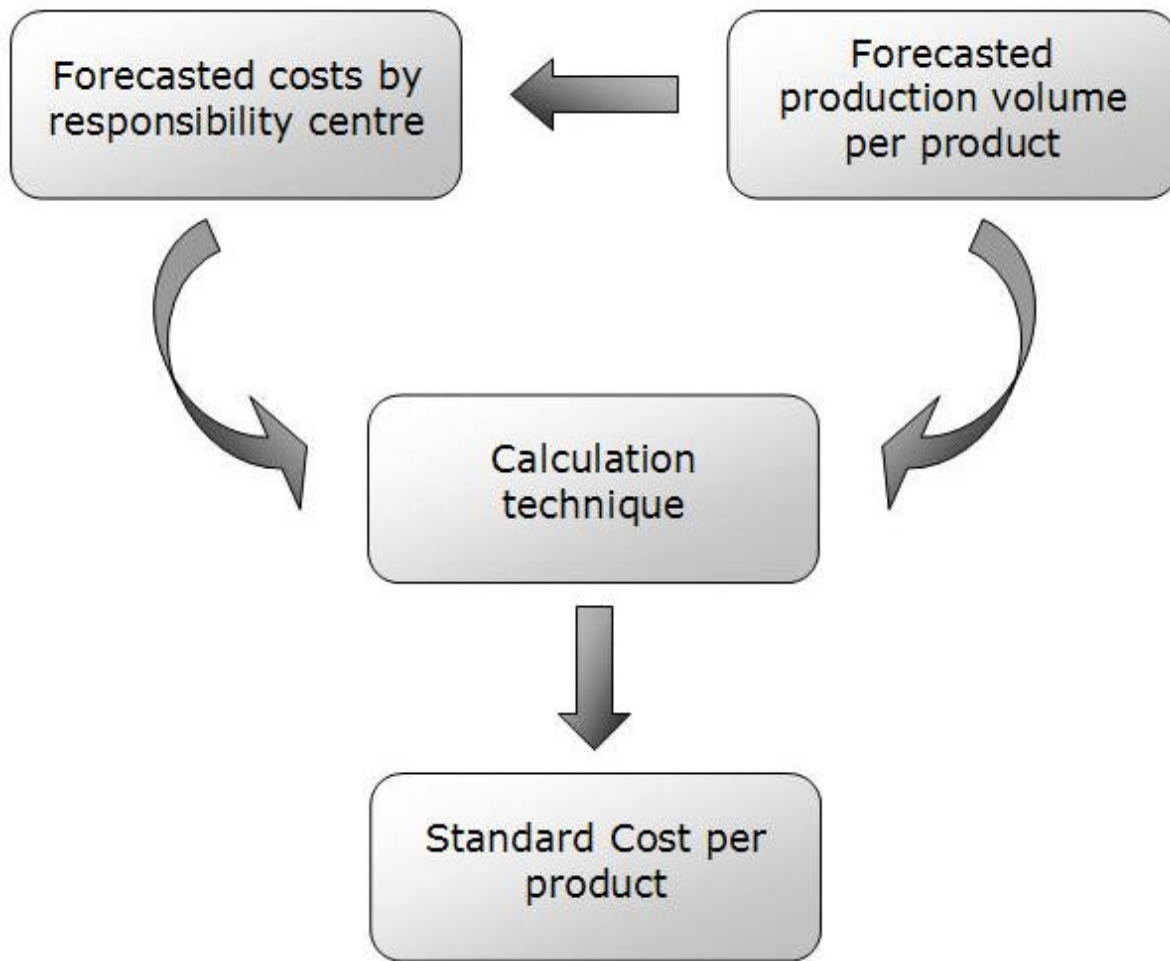 Forecasted costs by
responsibility centre
Forecasted
production volume
per product
Calculation
technique
Standard Cost per
product